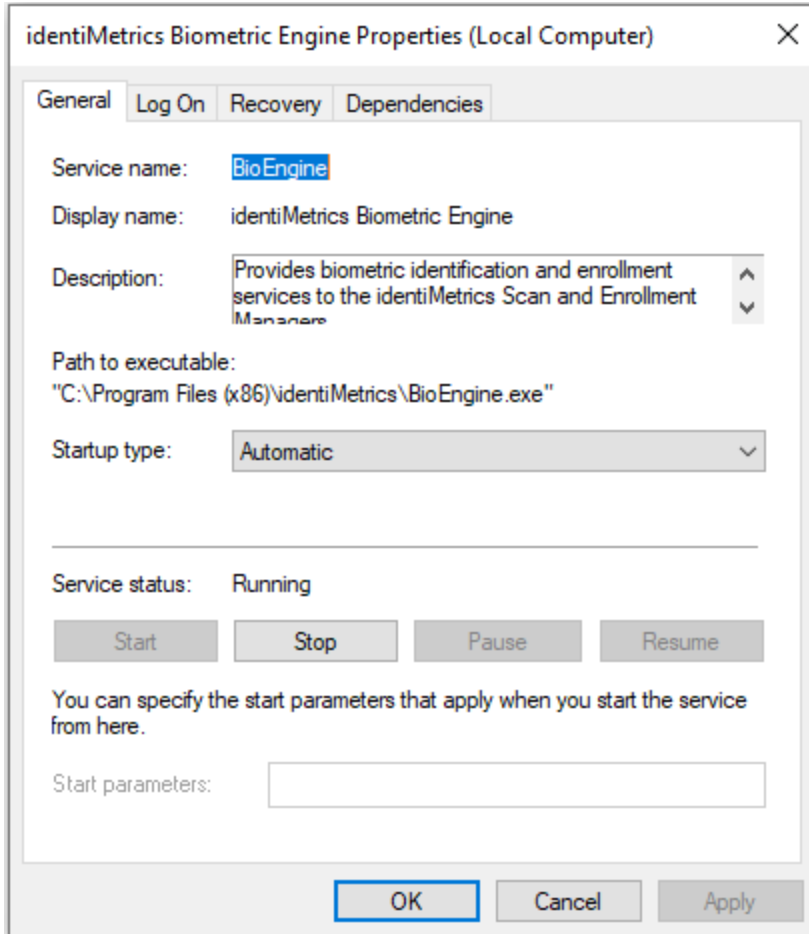 identiMetrics Biometric Engine Properties (Local Computer)
General Log On Recovery Dependencies
Service name: BioEngine
Display name: identiMetrics Biometric Engine
Description: Provides biometric identification and enrollment
services to the identiMetrics Scan and Enrollment
Managers
Path to executable:
"C:\Program Files (x86)\identiMetrics\BioEngine.exe"
Startup type: Automatic
Service status: Running
Start Stop Pause Resume
You can specify the start parameters that apply when you start the service
from here.
Start parameters:
OK Cancel Apply